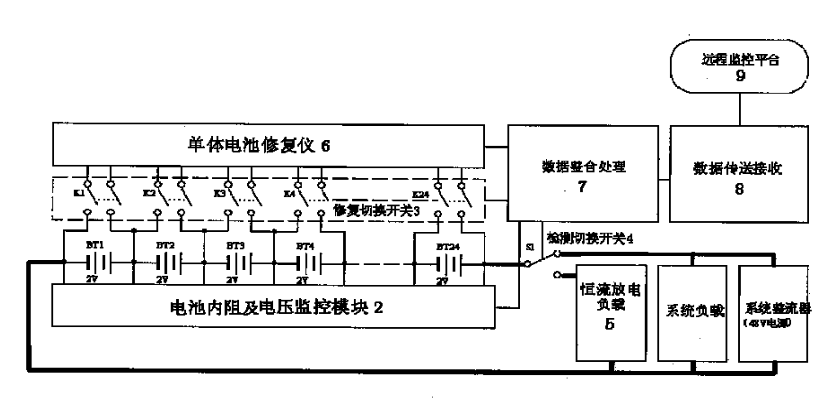 远程监控平台
9
单体电池修复仪 6
数据整合处理
7
数据传送接收
8
K1
K2
K3
K4
K24
修复切换开关3
检测切换开关4
S1
BT1
BT2
BT3
BT4
BT24
2V
2V
2V
2V
2V
电池内阻及电压监控模块 2
恒流放电
负载
5
系统负载
系统整流器
(48V电源)